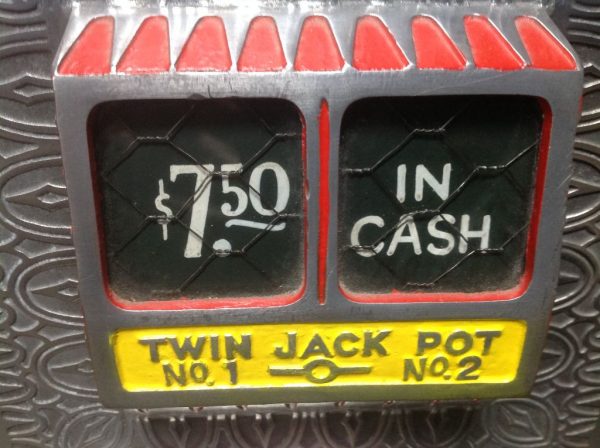 $7.50
IN
CASH
TWIN JACK POT
NO. 1 NO. 2